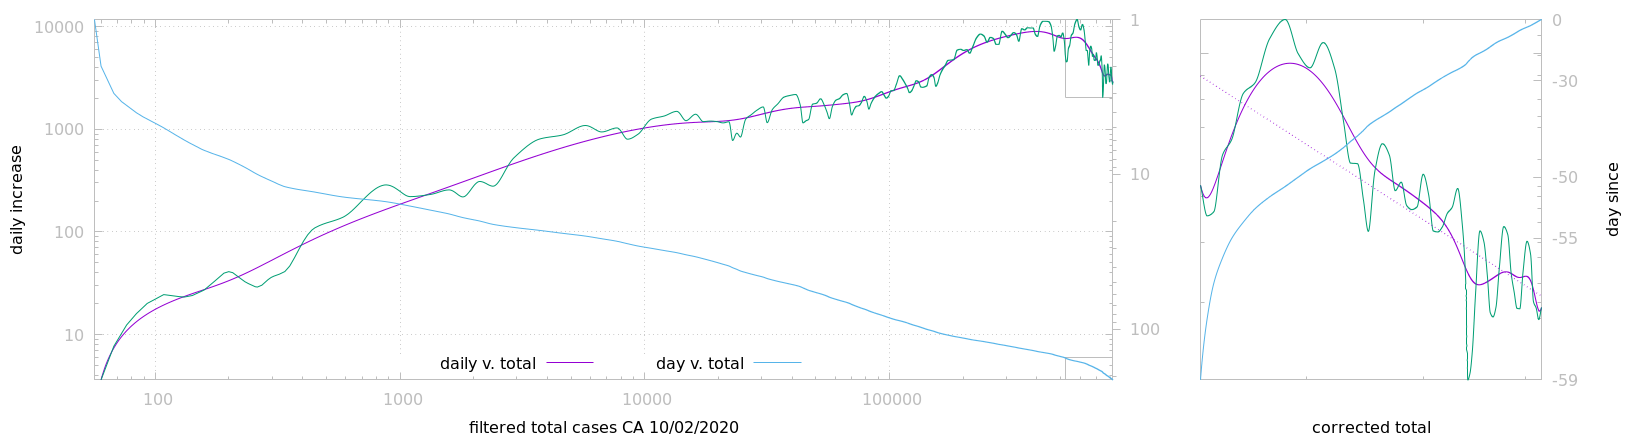 10000
1000
100
10
daily increase
100
1000
10000
100000
filtered total cases CA 10/02/2020
daily v. total
day v. total
1
10
100
0
-30
-50
-55
-59
day since
corrected total